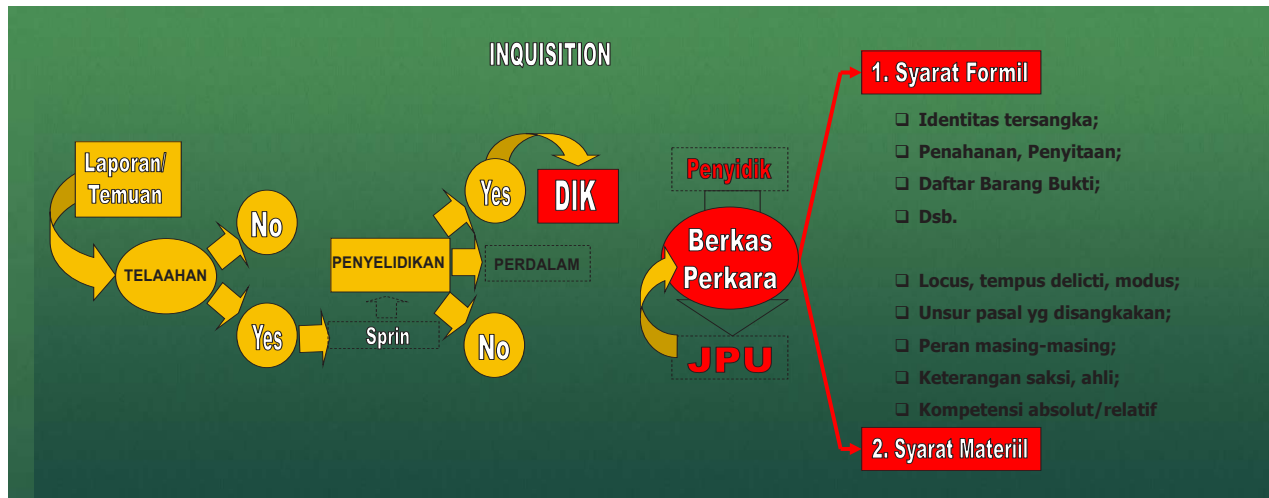 INQUISITION
Laporan/
Temuan
TELAAHAN
No
Yes
Sprin
PENYELIDIKAN
Yes
PERDALAM
No
DIK
Penyidik
Berkas
Perkara
JPU
1. Syarat Formil
Identitas tersangka;
Penahanan, Penyitaan;
Daftar Barang Bukti;
Dsb.
Locus, tempus delicti, modus;
Unsur pasal yg disangkakan;
Peran masing-masing;
Keterangan saksi, ahli;
Kompetensi absolut/relatif
2. Syarat Materiil